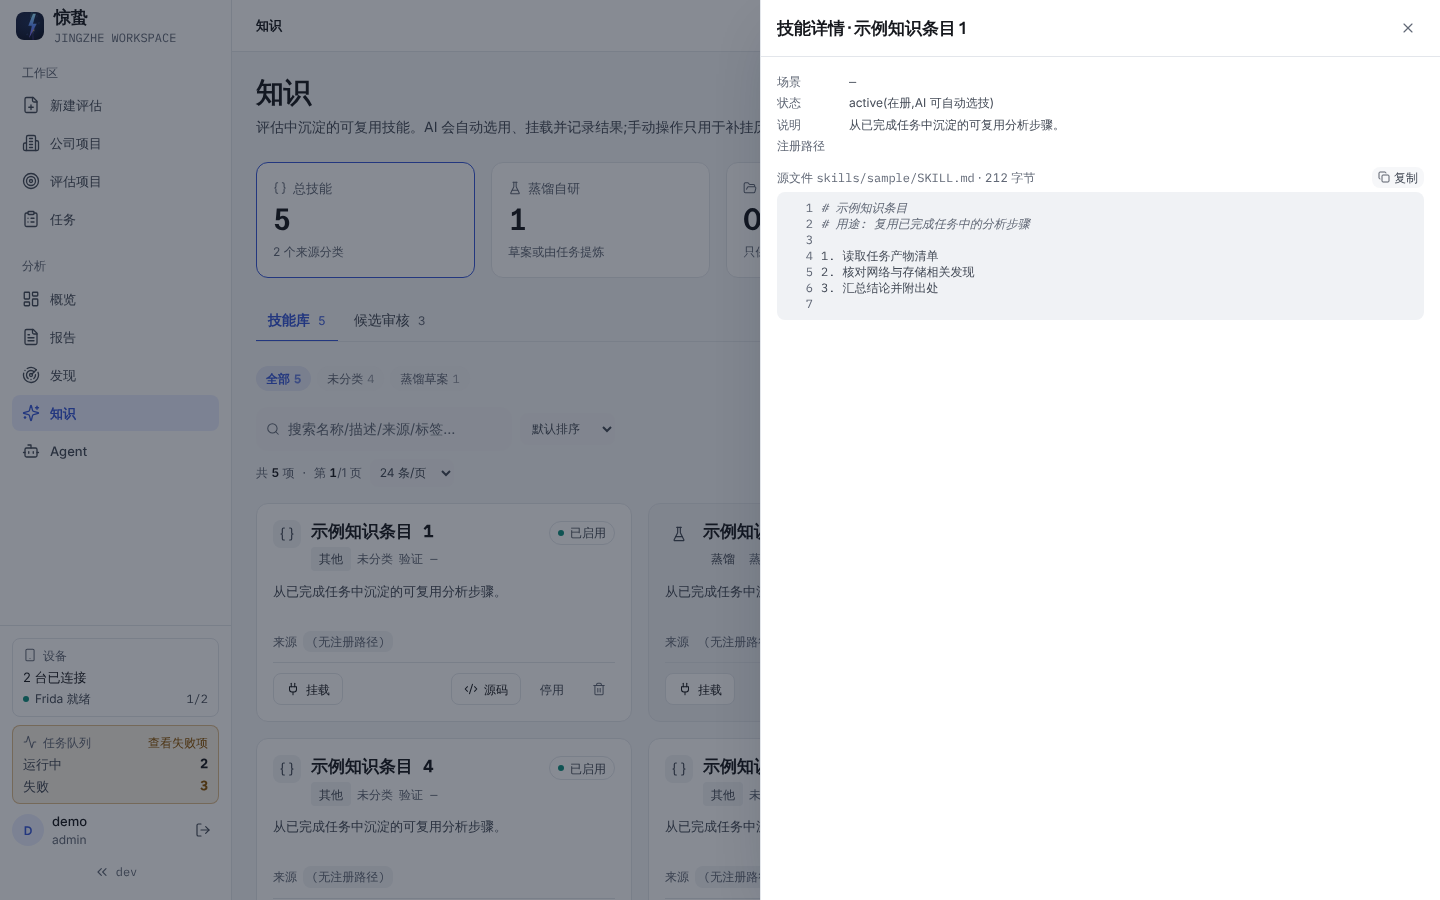 惊蛰
JINGZHE WORKSPACE
工作区
新建评估
公司项目
评估项目
任务
分析
概览
报告
发现
知识
Agent
设备
2 台已连接
Frida 就绪 1/2
任务队列 查看失败项
运行中 2
失败 3
D
demo
admin
dev
知识
知识
评估中沉淀的可复用技能。AI 会自动选用、挂载并记录结果;手动操作只用于补挂
总技能
5
2 个来源分类
蒸馏自研
1
草案或由任务提炼
0
技能库 5 候选审核 3
全部 5 未分类 4 蒸馏草案 1
搜索名称/描述/来源/标签... 默认排序
共 5 项 · 第 1/1 页 24 条/页
示例知识条目 1 已启用
其他 未分类 验证 —
从已完成任务中沉淀的可复用分析步骤。
来源 (无注册路径)
挂载 源码 停用
示例知
蒸馏
从已完成任务中沉
来源 (无注册路
挂载
示例知识条目 4 已启用
其他 未分类 验证 —
从已完成任务中沉淀的可复用分析步骤。
来源 (无注册路径)
示例知
其他
从已完成任务中沉
来源 (无注册路
技能详情 · 示例知识条目 1
场景 —
状态 active(在册,AI 可自动选技)
说明 从已完成任务中沉淀的可复用分析步骤。
注册路径
源文件 skills/sample/SKILL.md · 212 字节 复制
1 # 示例知识条目
2 # 用途: 复用已完成任务中的分析步骤
3
4 1. 读取任务产物清单
5 2. 核对网络与存储相关发现
6 3. 汇总结论并附出处
7